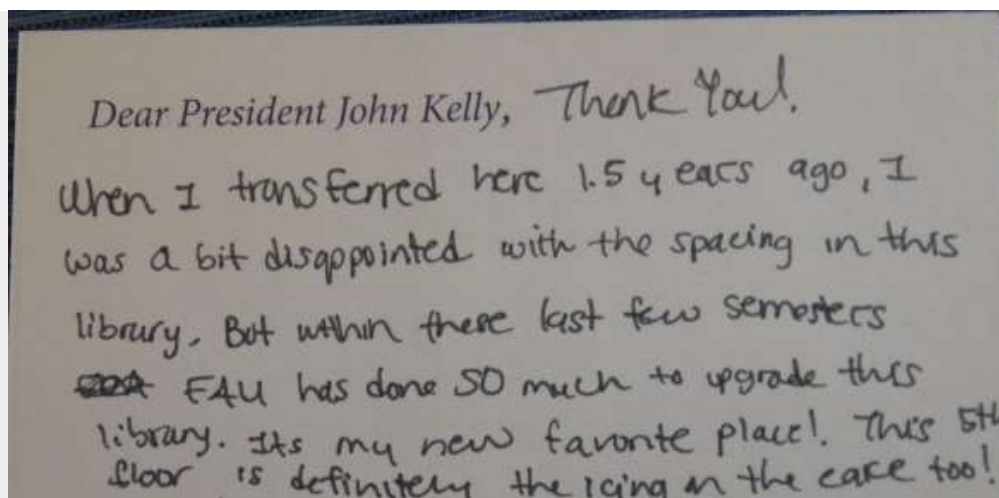 Dear President John Kelly, Thank You!
When I transferred here 1.5 years ago, I
was a bit disappointed with the spacing in this
library. But within these last few semesters
FAU has done SO much to upgrade this
library. Its my new favorite place!. This 5th
floor is definitely the icing on the cake too!